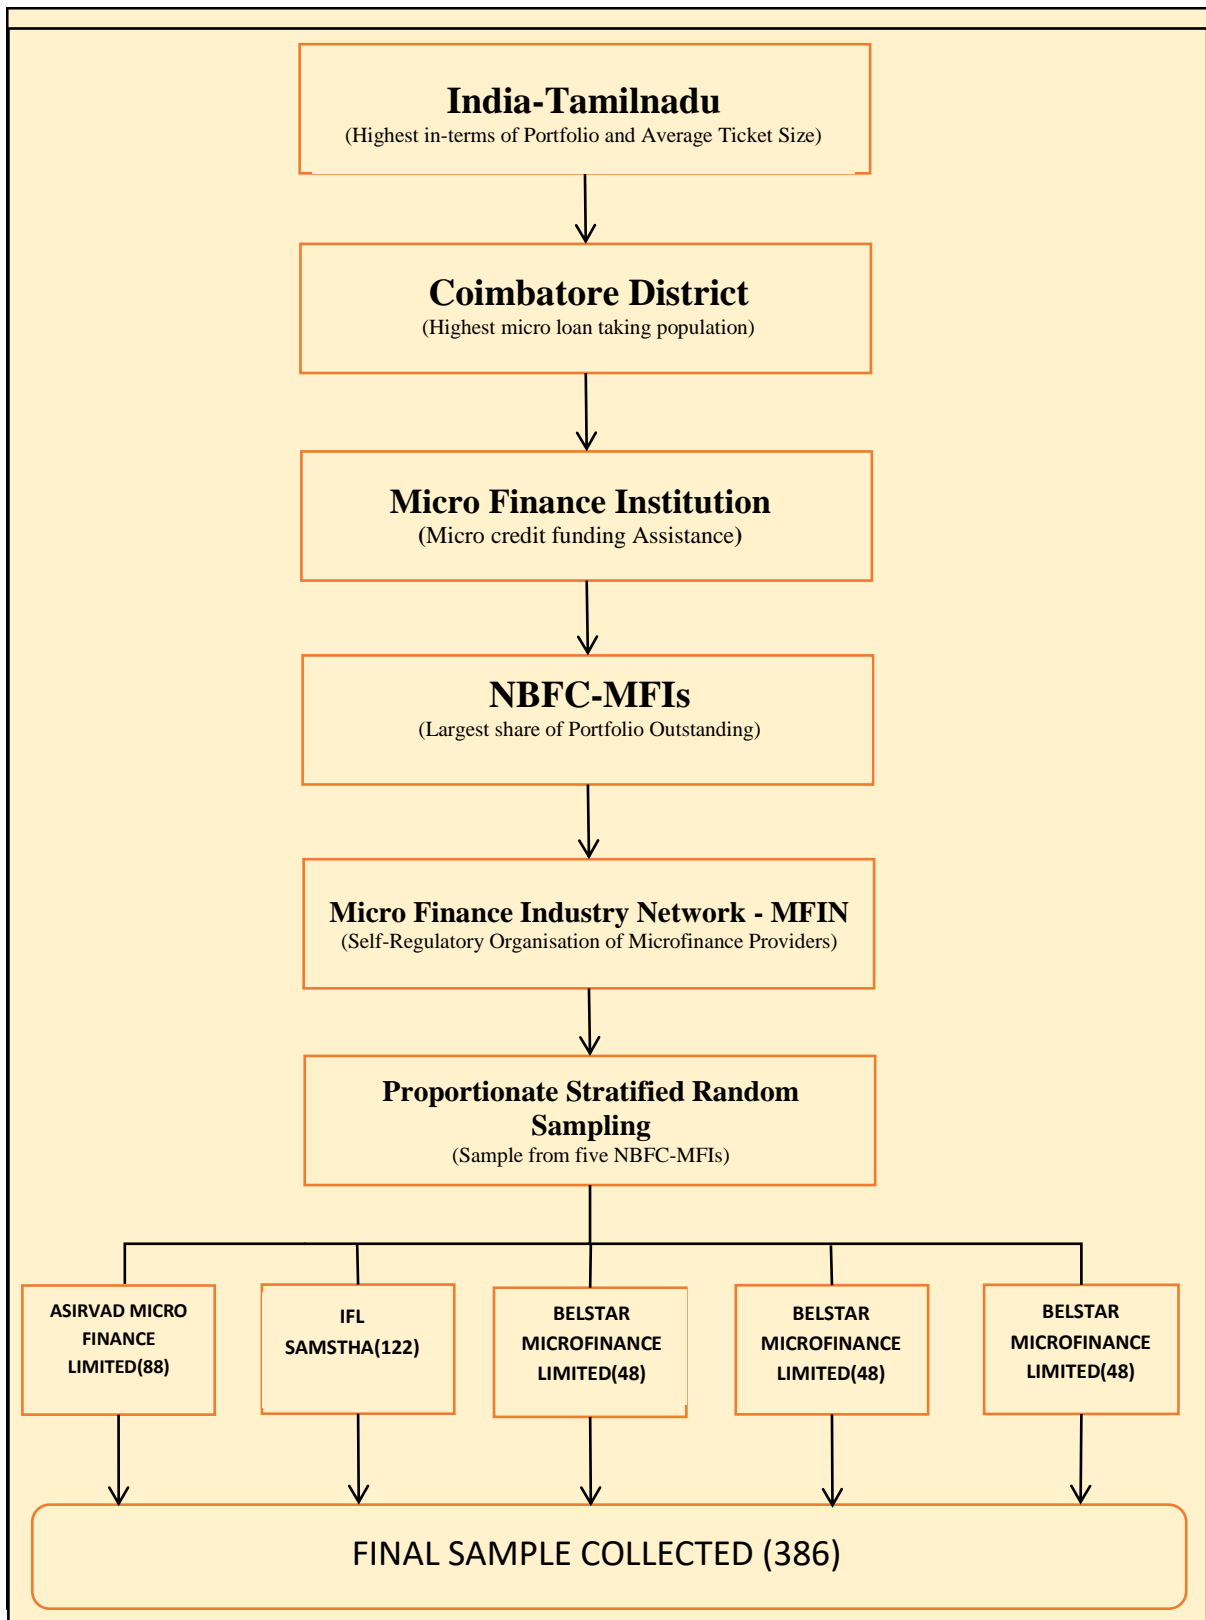 India-Tamilnadu
(Highest in-terms of Portfolio and Average Ticket Size)
Coimbatore District
(Highest micro loan taking population)
Micro Finance Institution
(Micro credit funding Assistance)
NBFC-MFIs
(Largest share of Portfolio Outstanding)
Micro Finance Industry Network - MFIN
(Self-Regulatory Organisation of Microfinance Providers)
Proportionate Stratified Random
Sampling
(Sample from five NBFC-MFIs)
ASIRVAD MICRO
FINANCE
LIMITED(88)
IFL
SAMSTHA(122)
BELSTAR
MICROFINANCE
LIMITED(48)
BELSTAR
MICROFINANCE
LIMITED(48)
BELSTAR
MICROFINANCE
LIMITED(48)
FINAL SAMPLE COLLECTED (386)